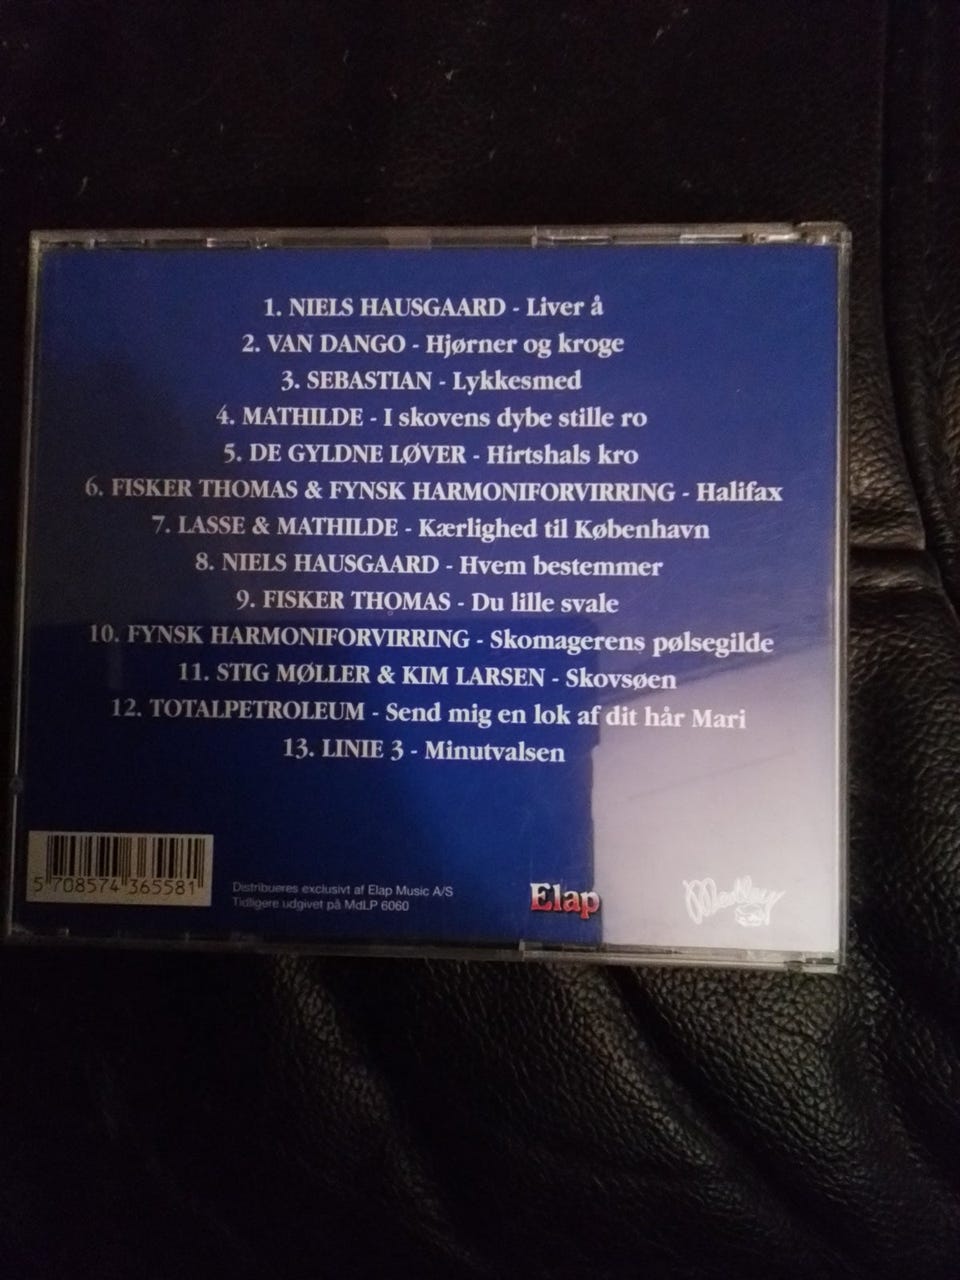 1. NIELS HAUSGAARD - Liver å
2. VAN DANGO - Hjørner og kroge
3. SEBASTIAN - Lykkesmed
4. MATHILDE - I skovens dybe stille ro
5. DE GYLDNE LØVER - Hirtshals kro
6. FISKER THOMAS & FYNSK HARMONIFORVIRRING - Halifax
7. LASSE & MATHILDE - Kærlighed til København
8. NIELS HAUSGAARD - Hvem bestemmer
9. FISKER THOMAS - Du lille svale
10. FYNSK HARMONIFORVIRRING - Skomagerens pølsegilde
11. STIG MØLLER & KIM LARSEN - Skovsøen
12. TOTALPETROLEUM - Send mig en lok af dit hår Mari
13. LINIE 3 - Minutvalsen
5 708574 365581
Distribueres exclusivt af Elap Music A/S
Tidligere udgivet på MdLP 6060
Elap
Medley